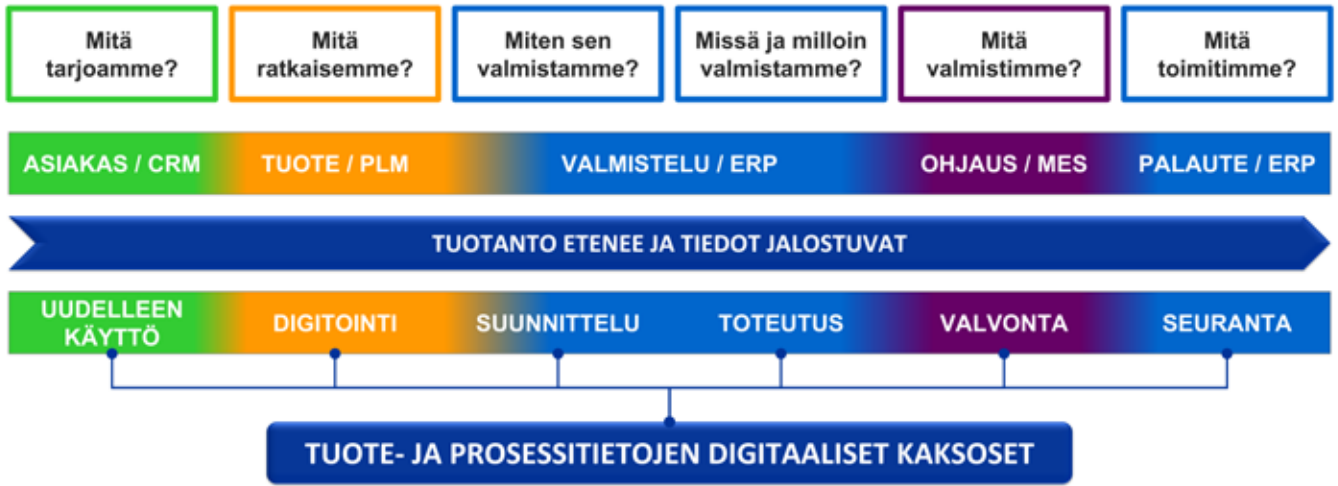 Mitä
tarjoamme?
Mitä
ratkaisemme?
Miten sen
valmistamme?
Missä ja milloin
valmistamme?
Mitä
valmistimme?
Mitä
toimitimme?
ASIAKAS / CRM
TUOTE / PLM
VALMISTELU / ERP
OHJAUS / MES
PALAUTE / ERP
TUOTANTO ETENEE JA TIEDOT JALOSTUVAT
UUDELLEEN
KÄYTTÖ
DIGITOINTI
SUUNNITTELU
TOTEUTUS
VALVONTA
SEURANTA
TUOTE- JA PROSESSITIETOJEN DIGITAALISET KAKSOSET